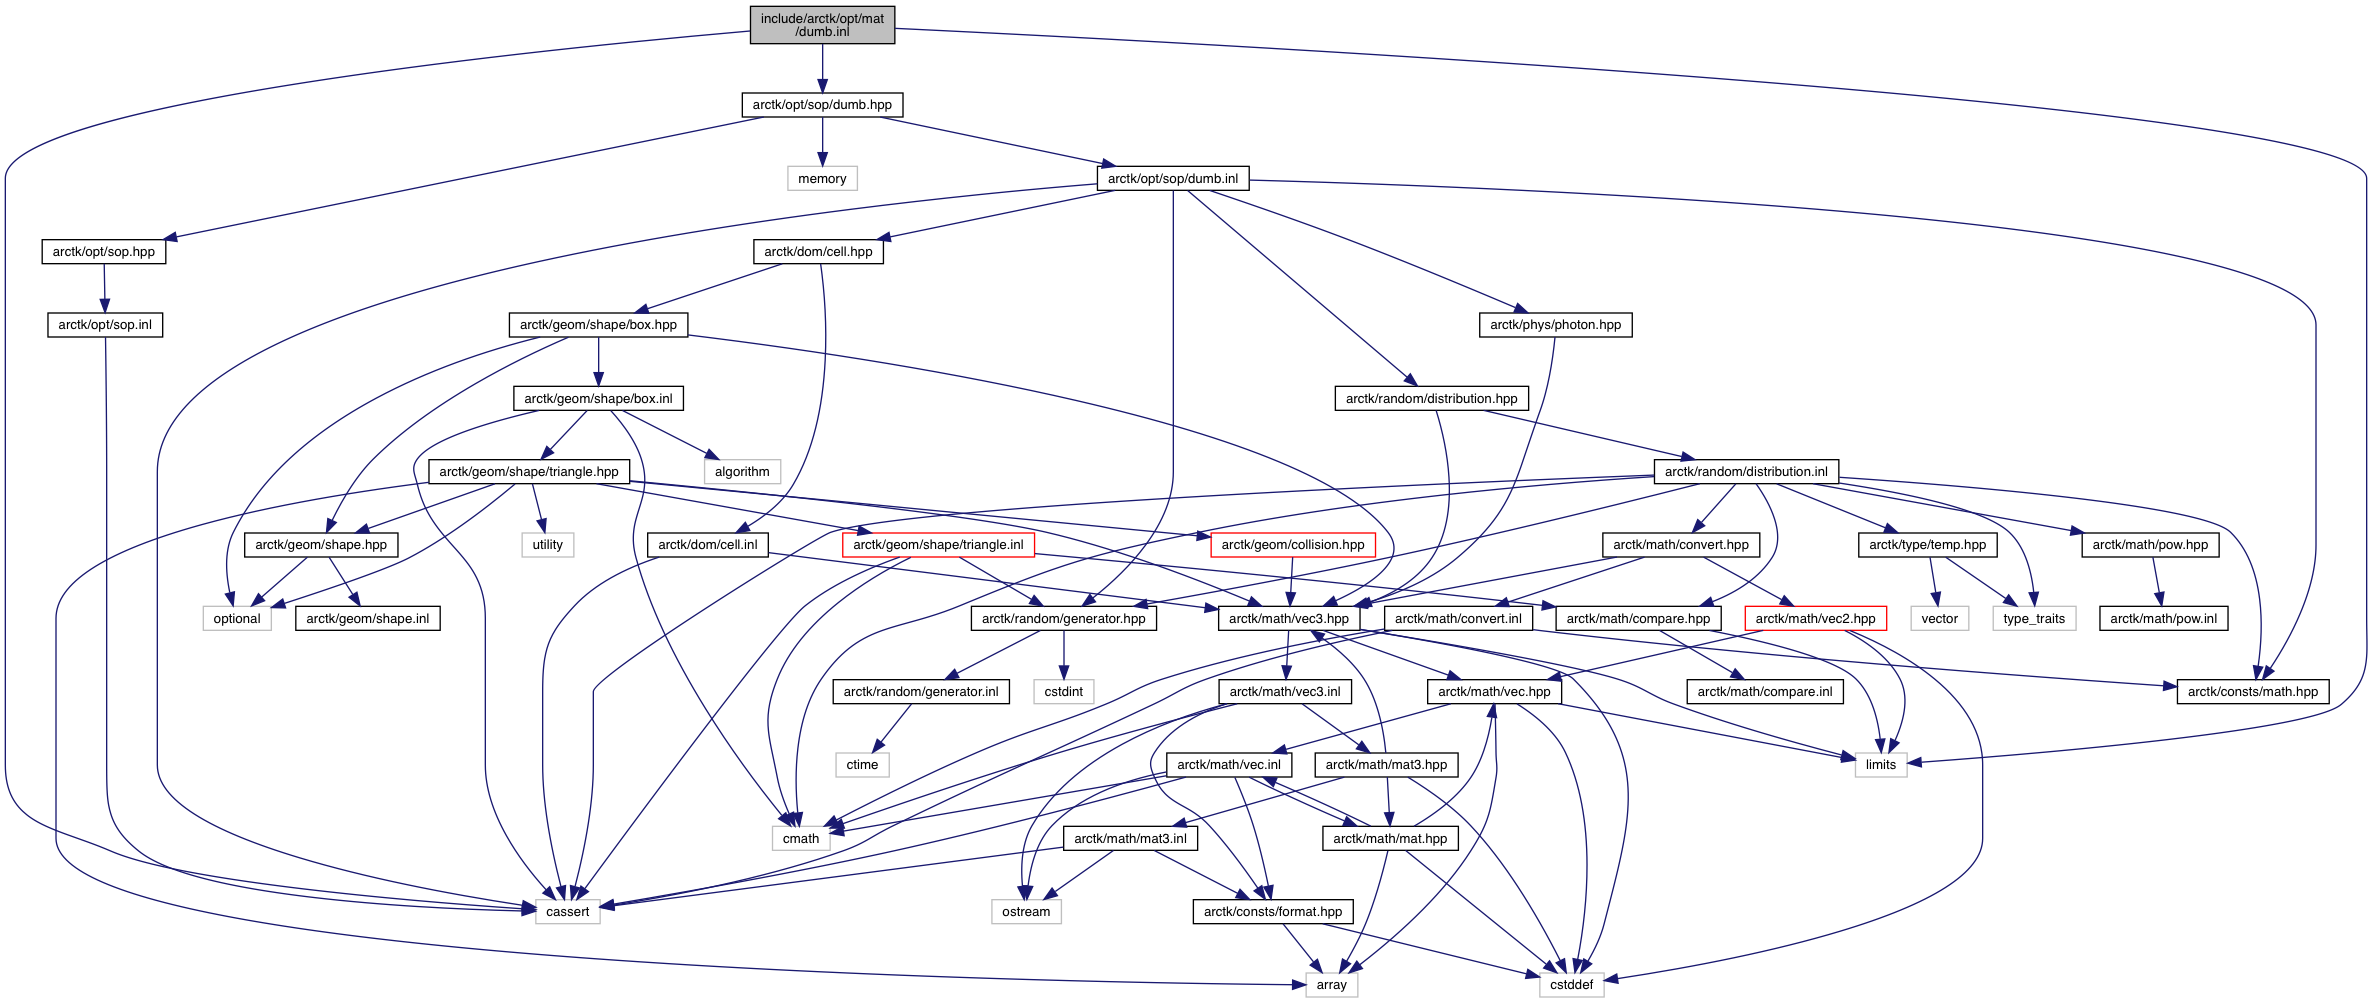 include/arctk/opt/mat
/dumb.inl
arctk/opt/sop/dumb.hpp
memory
arctk/opt/sop/dumb.inl
arctk/opt/sop.hpp
arctk/dom/cell.hpp
arctk/opt/sop.inl
arctk/geom/shape/box.hpp
arctk/phys/photon.hpp
arctk/geom/shape/box.inl
arctk/random/distribution.hpp
arctk/geom/shape/triangle.hpp
algorithm
arctk/random/distribution.inl
arctk/geom/shape.hpp
utility
arctk/dom/cell.inl
arctk/geom/shape/triangle.inl
arctk/geom/collision.hpp
arctk/math/convert.hpp
arctk/type/temp.hpp
arctk/math/pow.hpp
optional
arctk/geom/shape.inl
arctk/random/generator.hpp
arctk/math/vec3.hpp
arctk/math/convert.inl
arctk/math/compare.hpp
arctk/math/vec2.hpp
vector
type_traits
arctk/math/pow.inl
arctk/random/generator.inl
cstdint
arctk/math/vec3.inl
arctk/math/vec.hpp
arctk/math/compare.inl
arctk/consts/math.hpp
ctime
arctk/math/vec.inl
arctk/math/mat3.hpp
limits
cmath
arctk/math/mat3.inl
arctk/math/mat.hpp
cassert
ostream
arctk/consts/format.hpp
array
cstddef